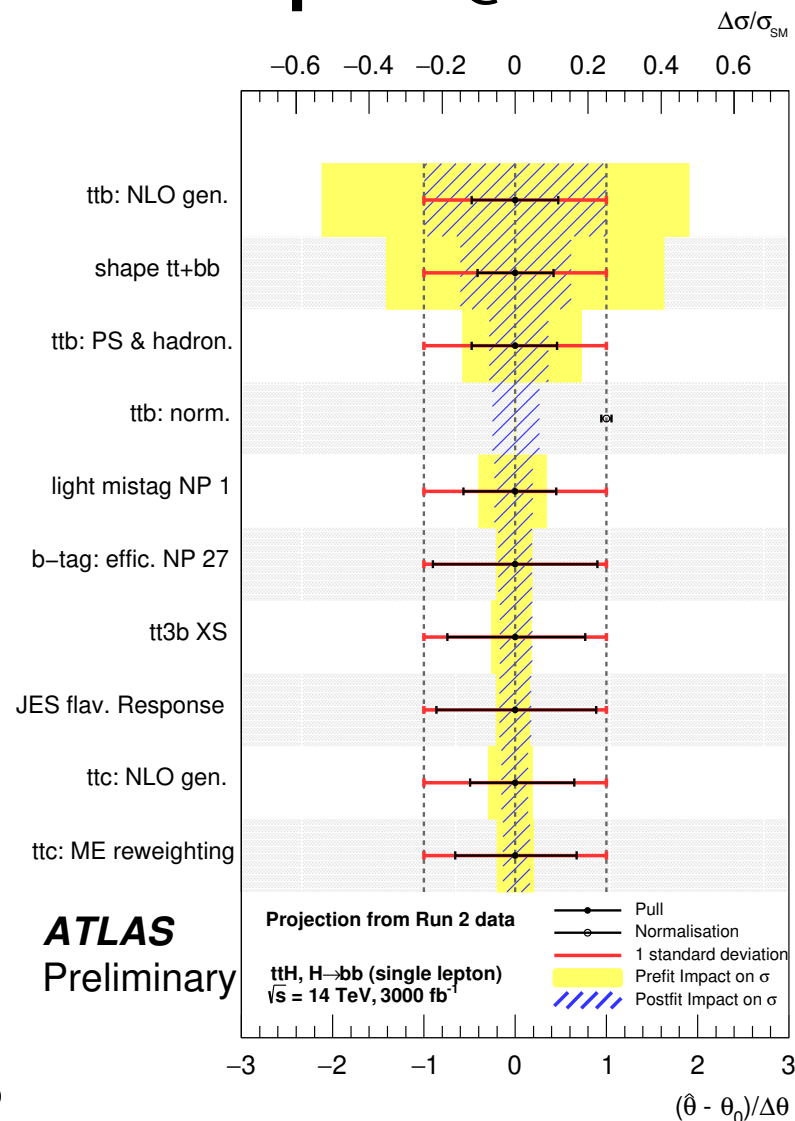 Δσ/σSM
−0.6 −0.4 −0.2 0 0.2 0.4 0.6
ttb: NLO gen.
shape tt+bb
ttb: PS & hadron.
ttb: norm.
light mistag NP 1
b−tag: effic. NP 27
tt3b XS
JES flav. Response
ttc: NLO gen.
ttc: ME reweighting
ATLAS
Preliminary
Projection from Run 2 data
ttH, H→bb (single lepton)
√s = 14 TeV, 3000 fb-1
Pull
Normalisation
1 standard deviation
Prefit Impact on σ
Postfit Impact on σ
−3 −2 −1 0 1 2 3
(θ̂ - θ0)/Δθ